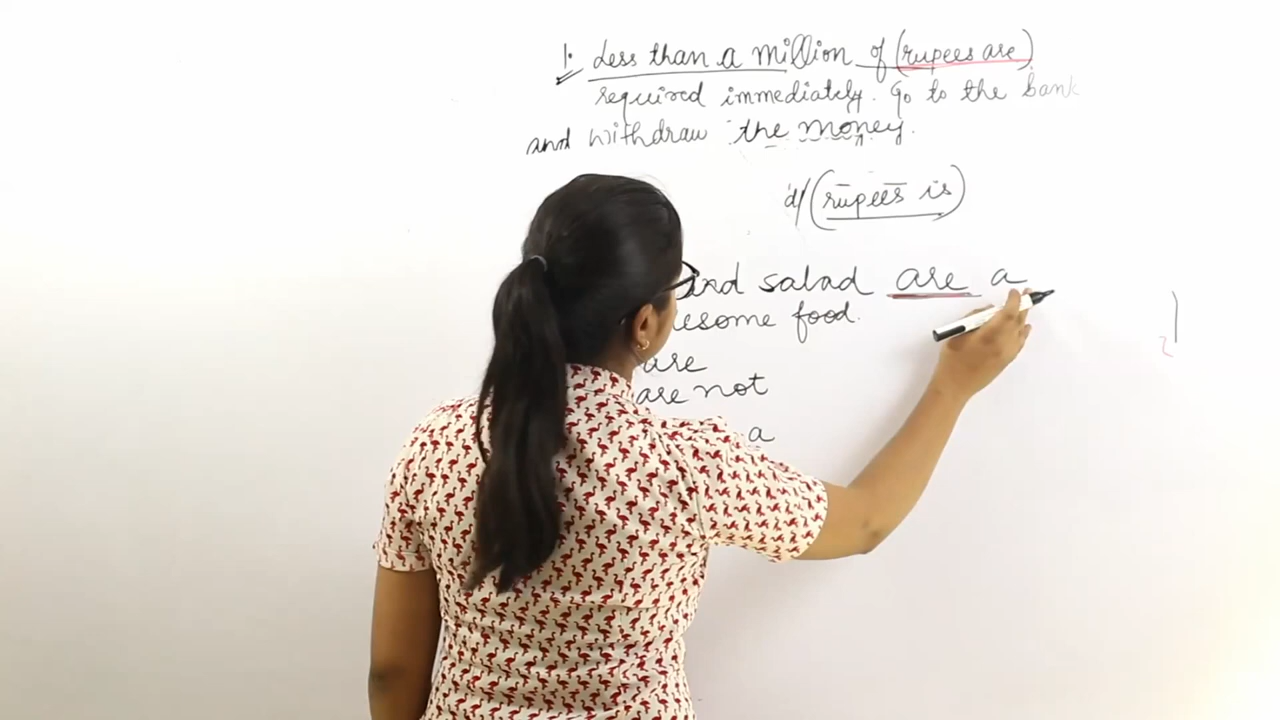 1. Less than a million of (rupees are)
required immediately. Go to the bank
and withdraw the money.
d) (rupees is)
and salad are a
esome food.
are
are not
a